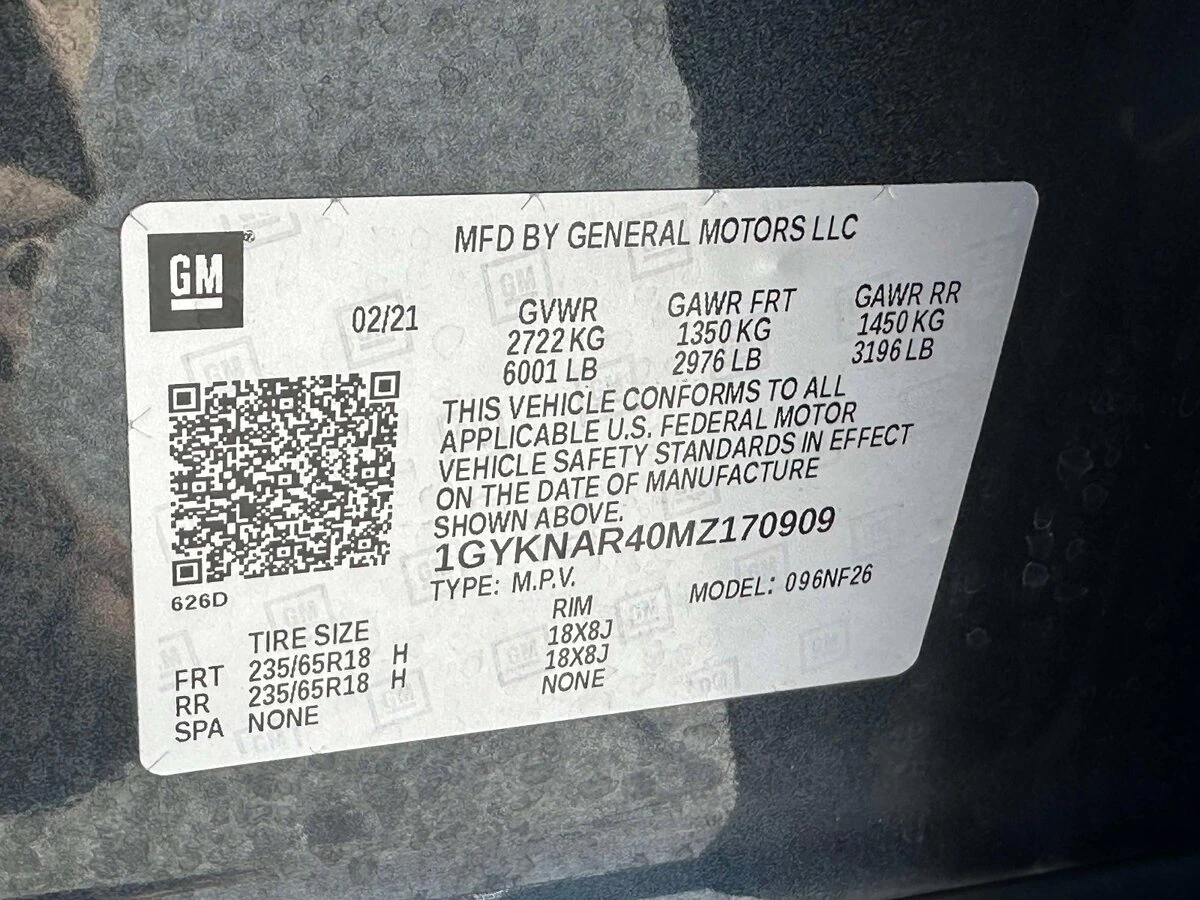 GM
MFD BY GENERAL MOTORS LLC
02/21
GVWR GAWR FRT GAWR RR
2722 KG 1350 KG 1450 KG
6001 LB 2976 LB 3196 LB
THIS VEHICLE CONFORMS TO ALL
APPLICABLE U.S. FEDERAL MOTOR
VEHICLE SAFETY STANDARDS IN EFFECT
ON THE DATE OF MANUFACTURE
SHOWN ABOVE.
1GYKNAR40MZ170909
TYPE: M.P.V. MODEL: 096NF26
626D
TIRE SIZE RIM
FRT 235/65R18 H 18X8J
RR 235/65R18 H 18X8J
SPA NONE NONE